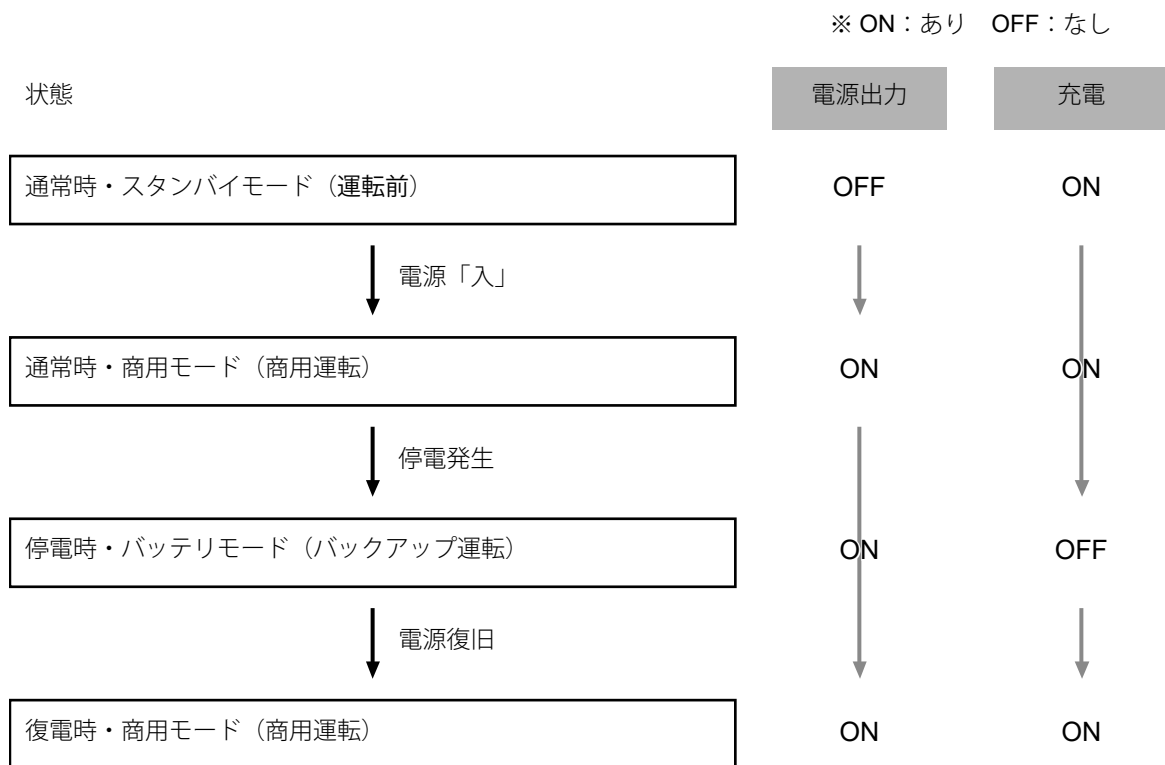 ※ ON：あり　OFF：なし
状態　電源出力　充電
通常時・スタンバイモード（運転前）　OFF　ON
電源「入」
通常時・商用モード（商用運転）　ON　ON
停電発生
停電時・バッテリモード（バックアップ運転）　ON　OFF
電源復旧
復電時・商用モード（商用運転）　ON　ON